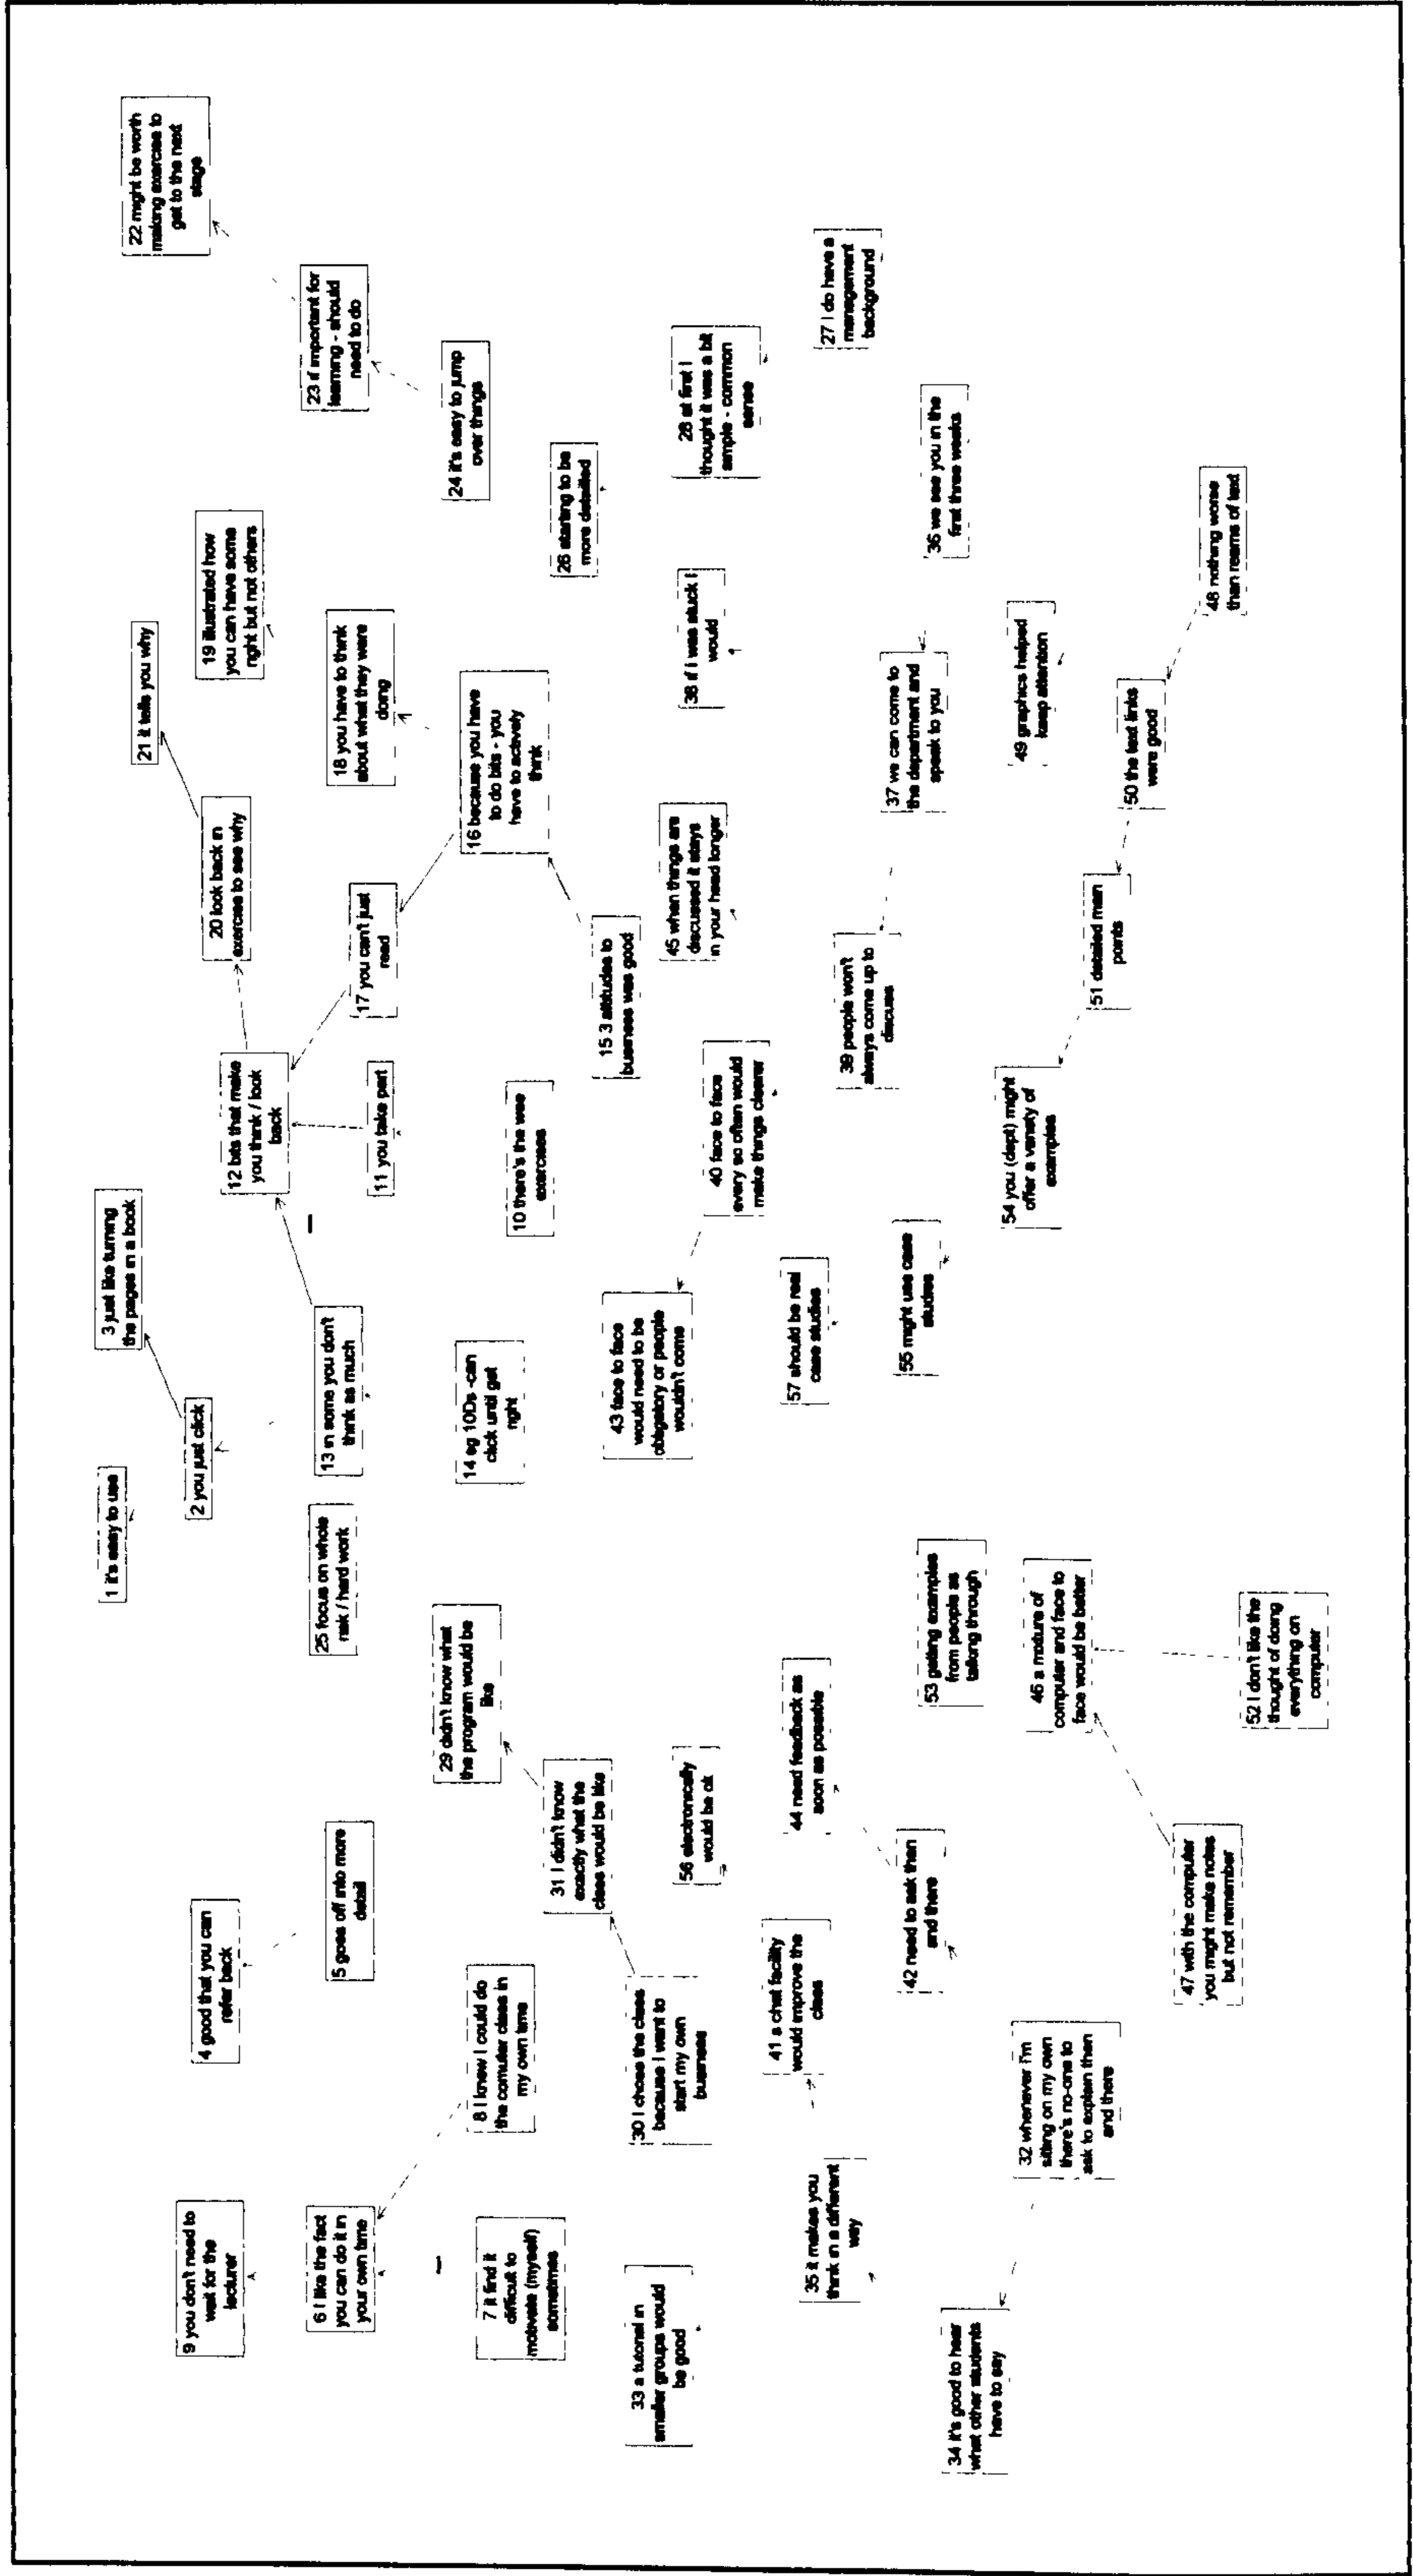 1 it's easy to use
2 you just click
3 just like turning
the pages in a book
4 good that you can
refer back
5 goes off into more
detail
6 I like the fact
you can do it in
your own time
7 it find it
difficult to
motivate (myself)
sometimes
8 I knew I could do
the comuter class in
my own time
9 you don't need to
wait for the
lecturer
10 there's the wee
exercises
11 you take part
12 bits that make
you think / look
back
13 in some you don't
think as much
14 eg 10Ds -can
click until get
right
15 3 attitudes to
business was good
16 because you have
to do bits - you
have to actively
think
17 you can't just
read
18 you have to think
about what they were
doing
19 illustrated how
you can have some
right but not others
20 look back in
exercise to see why
21 it tells you why
22 might be worth
making exercise to
get to the next
stage
23 if important for
learning - should
need to do
24 it's easy to jump
over things
25 focus on whole
risk / hard work
26 starting to be
more detailled
27 I do have a
management
background
28 at first I
thought it was a bit
simple - common
sense
29 didn't know what
the program would be
like
30 I chose the class
because I want to
start my own
business
31 I didn't know
exactly what the
class would be like
32 whenever I'm
sitting on my own
there's no-one to
ask to explain then
and there
33 a tutorial in
smaller groups would
be good
34 it's good to hear
what other students
have to say
35 it makes you
think in a different
way
36 we see you in the
first three weeks
37 we can come to
the department and
speak to you
38 if I was stuck I
would
39 people won't
always come up to
discuss
40 face to face
every so often would
make things clearer
41 a chat facility
would improve the
class
42 need to ask then
and there
43 face to face
would need to be
obligatory or people
wouldn't come
44 need feedback as
soon as possible
45 when things are
discussed it stays
in your head longer
46 a mixture of
computer and face to
face would be better
47 with the computer
you might make notes
but not remember
48 nothing worse
than reams of text
49 graphics helped
keep attention
50 the text links
were good
51 detailed main
points
52 I don't like the
thought of doing
everything on
computer
53 getting examples
from people as
talking through
54 you (dept) might
offer a variety of
examples
55 might use case
studies
56 electronically
would be ok
57 should be real
case studies